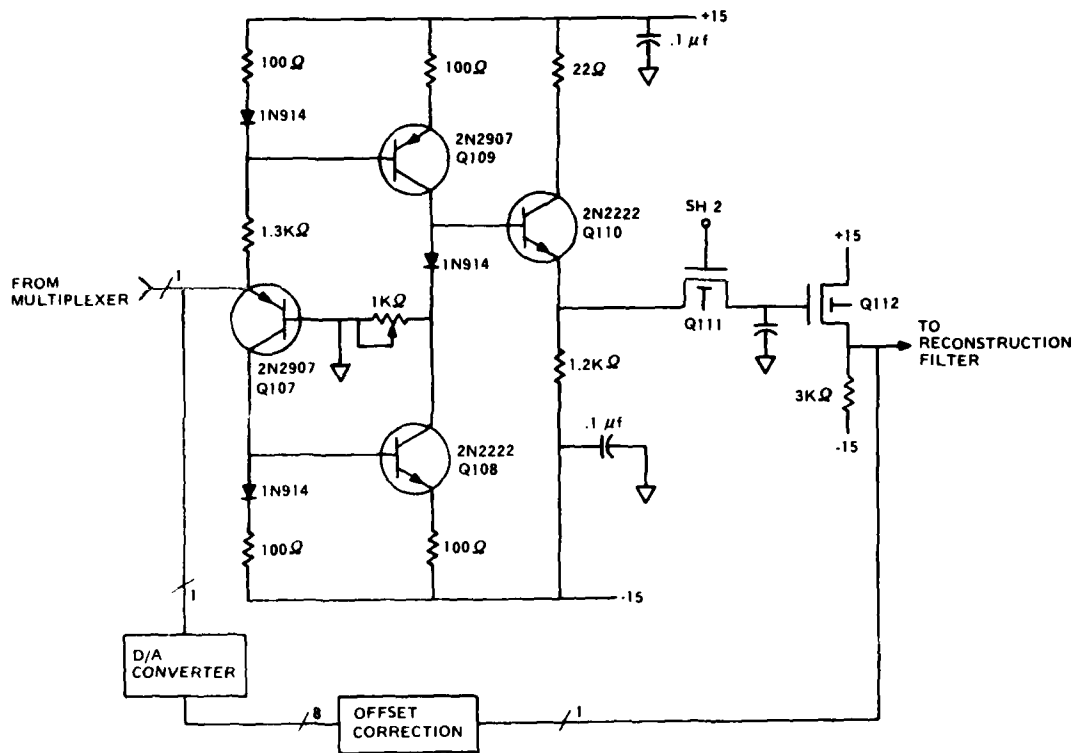 +15
.1 μf
100Ω
100Ω
22Ω
1N914
2N2907
Q109
2N2222
Q110
SH 2
+15
1.3KΩ
1N914
FROM
MULTIPLEXER
1
1KΩ
Q111
Q112
TO
RECONSTRUCTION
FILTER
2N2907
Q107
1.2KΩ
3KΩ
-15
2N2222
Q108
.1 μf
1N914
100Ω
100Ω
-15
1
D/A
CONVERTER
8
OFFSET
CORRECTION
1